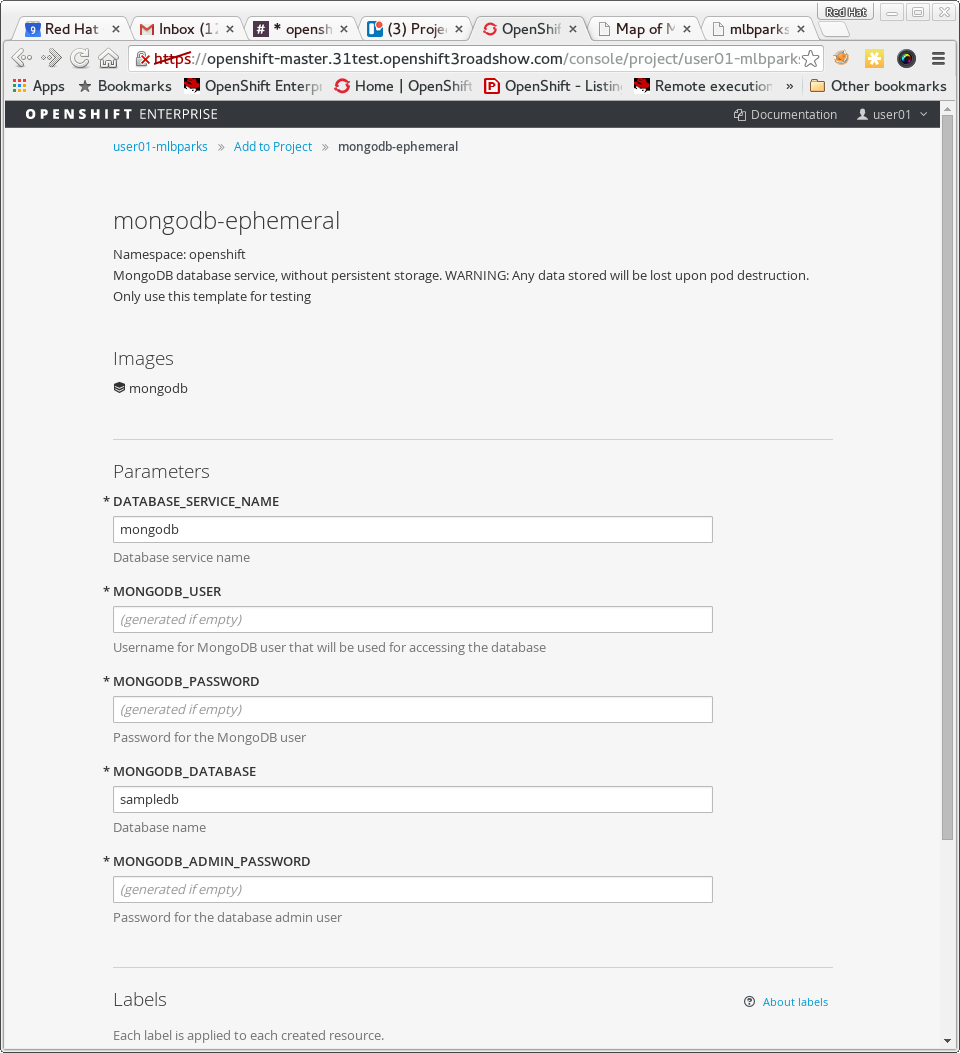 Red Hat
Red Hat
Inbox (1
* opensh
(3) Proje
OpenShif
Map of M
mlbparks
https://openshift-master.31test.openshift3roadshow.com/console/project/user01-mlbparks
Apps
Bookmarks
OpenShift Enterpr
Home | OpenShift
OpenShift - Listin
Remote execution
»
Other bookmarks
OPENSHIFT ENTERPRISE
Documentation
user01
user01-mlbparks » Add to Project » mongodb-ephemeral
mongodb-ephemeral
Namespace: openshift
MongoDB database service, without persistent storage. WARNING: Any data stored will be lost upon pod destruction.
Only use this template for testing
Images
mongodb
Parameters
* DATABASE_SERVICE_NAME
mongodb
Database service name
* MONGODB_USER
(generated if empty)
Username for MongoDB user that will be used for accessing the database
* MONGODB_PASSWORD
(generated if empty)
Password for the MongoDB user
* MONGODB_DATABASE
sampledb
Database name
* MONGODB_ADMIN_PASSWORD
(generated if empty)
Password for the database admin user
Labels
About labels
Each label is applied to each created resource.